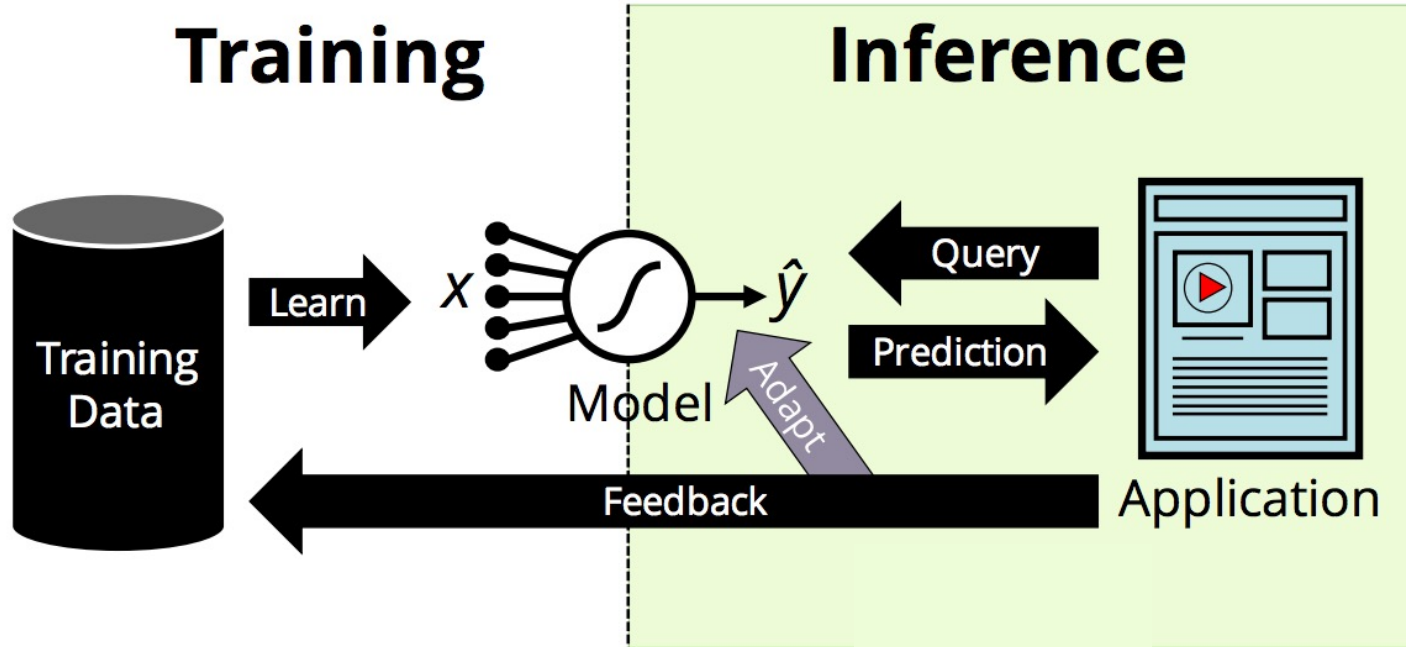 Training
Inference
Training
Data
Learn
x
ŷ
Model
Adapt
Query
Prediction
Feedback
Application